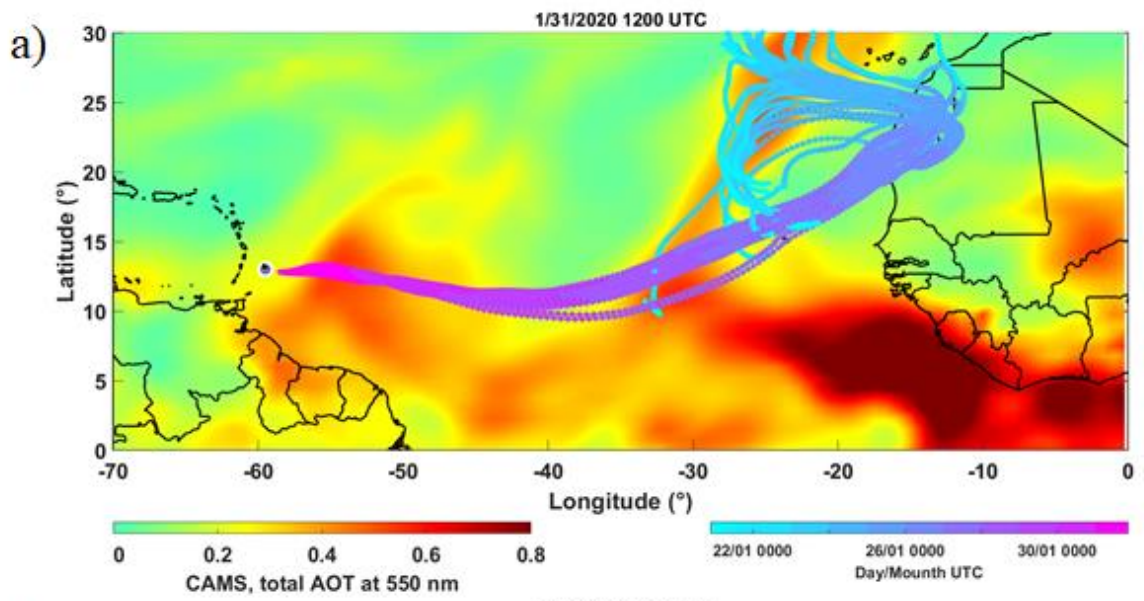 1/31/2020 1200 UTC
a)
30
25
20
15
10
5
0
Latitude (°)
-70 -60 -50 -40 -30 -20 -10 0
Longitude (°)
0 0.2 0.4 0.6 0.8
CAMS, total AOT at 550 nm
22/01 0000 26/01 0000 30/01 0000
Day/Mounth UTC